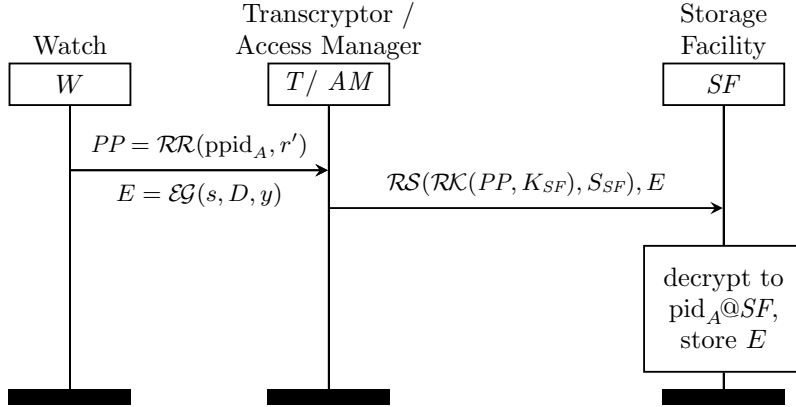 Watch
Transcryptor /
Access Manager
Storage
Facility
W
T/ AM
SF
PP = RR(ppid_A, r′)
E = EG(s, D, y)
RS(RK(PP, K_SF), S_SF), E
decrypt to
pid_A@SF,
store E